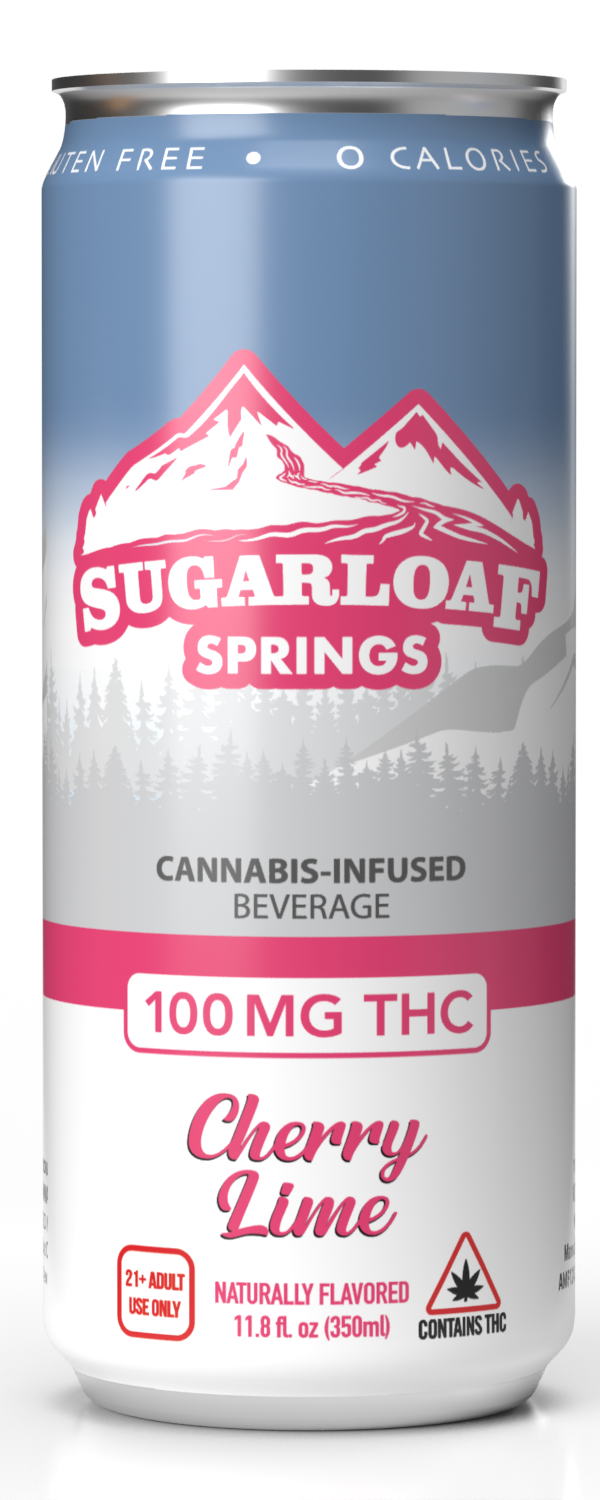 FREE • 0 CALORIES
SUGARLOAF
SPRINGS
CANNABIS-INFUSED
BEVERAGE
100 MG THC
Cherry
Lime
21+ ADULT
USE ONLY
NATURALLY FLAVORED
11.8 fl. oz (350ml)
CONTAINS THC